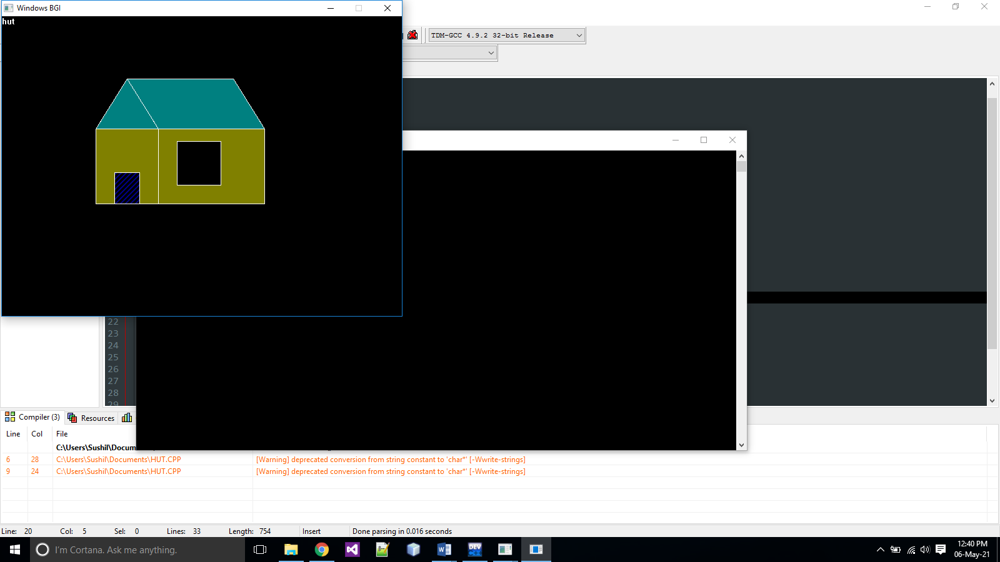 Windows BGI
hut
TDM-GCC 4.9.2 32-bit Release
22
23
24
25
26
27
28
29
Compiler (3)
Resources
Line Col File
C:\Users\Sushil\Docum
6 28 C:\Users\Sushil\Documents\HUT.CPP [Warning] deprecated conversion from string constant to 'char*' [-Wwrite-strings]
9 24 C:\Users\Sushil\Documents\HUT.CPP [Warning] deprecated conversion from string constant to 'char*' [-Wwrite-strings]
Line: 20 Col: 5 Sel: 0 Lines: 33 Length: 754 Insert Done parsing in 0.016 seconds
I'm Cortana. Ask me anything.
DEV
12:40 PM
06-May-21